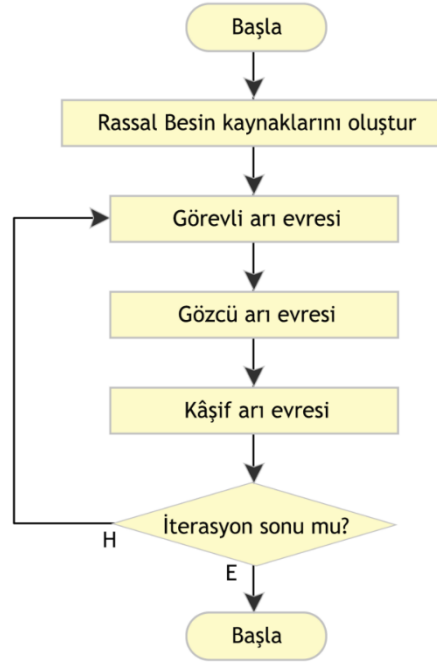 Başla
Rassal Besin kaynaklarını oluştur
Görevli arı evresi
Gözcü arı evresi
Kâşif arı evresi
İterasyon sonu mu?
H
E
Başla